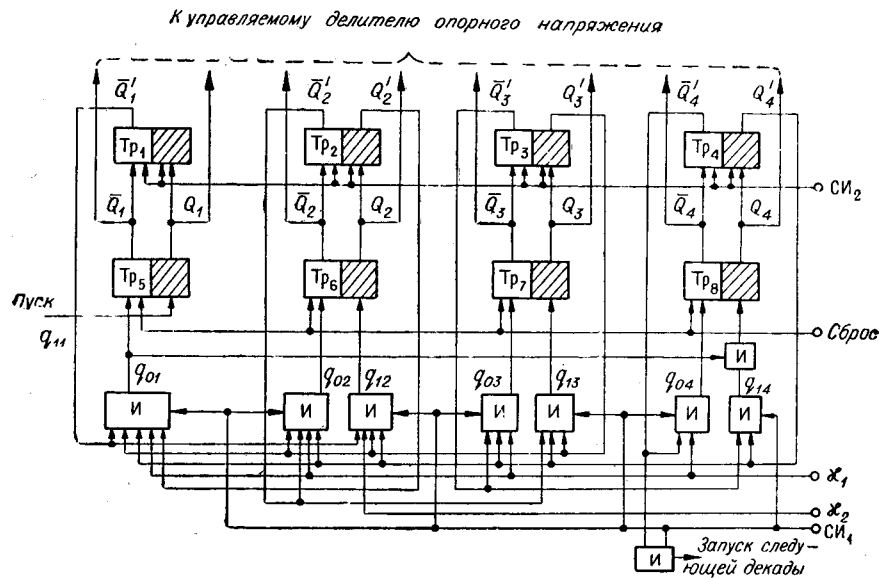 К управляемому делителю опорного напряжения
Q̅′₁ Q̅′₂ Q′₂ Q̅′₃ Q′₃ Q̅′₄ Q′₄
Тр₁ Тр₂ Тр₃ Тр₄
СИ₂
Q̅₁ Q₁ Q̅₂ Q₂ Q̅₃ Q₃ Q̅₄ Q₄
Тр₅ Тр₆ Тр₇ Тр₈
Пуск
q₁₁
Сброс
И
q₀₁ q₀₂ q₁₂ q₀₃ q₁₃ q₀₄ q₁₄
И И И И И И И
𝓍₁
𝓍₂
СИ₁
И
Запуск следу-
ющей декады